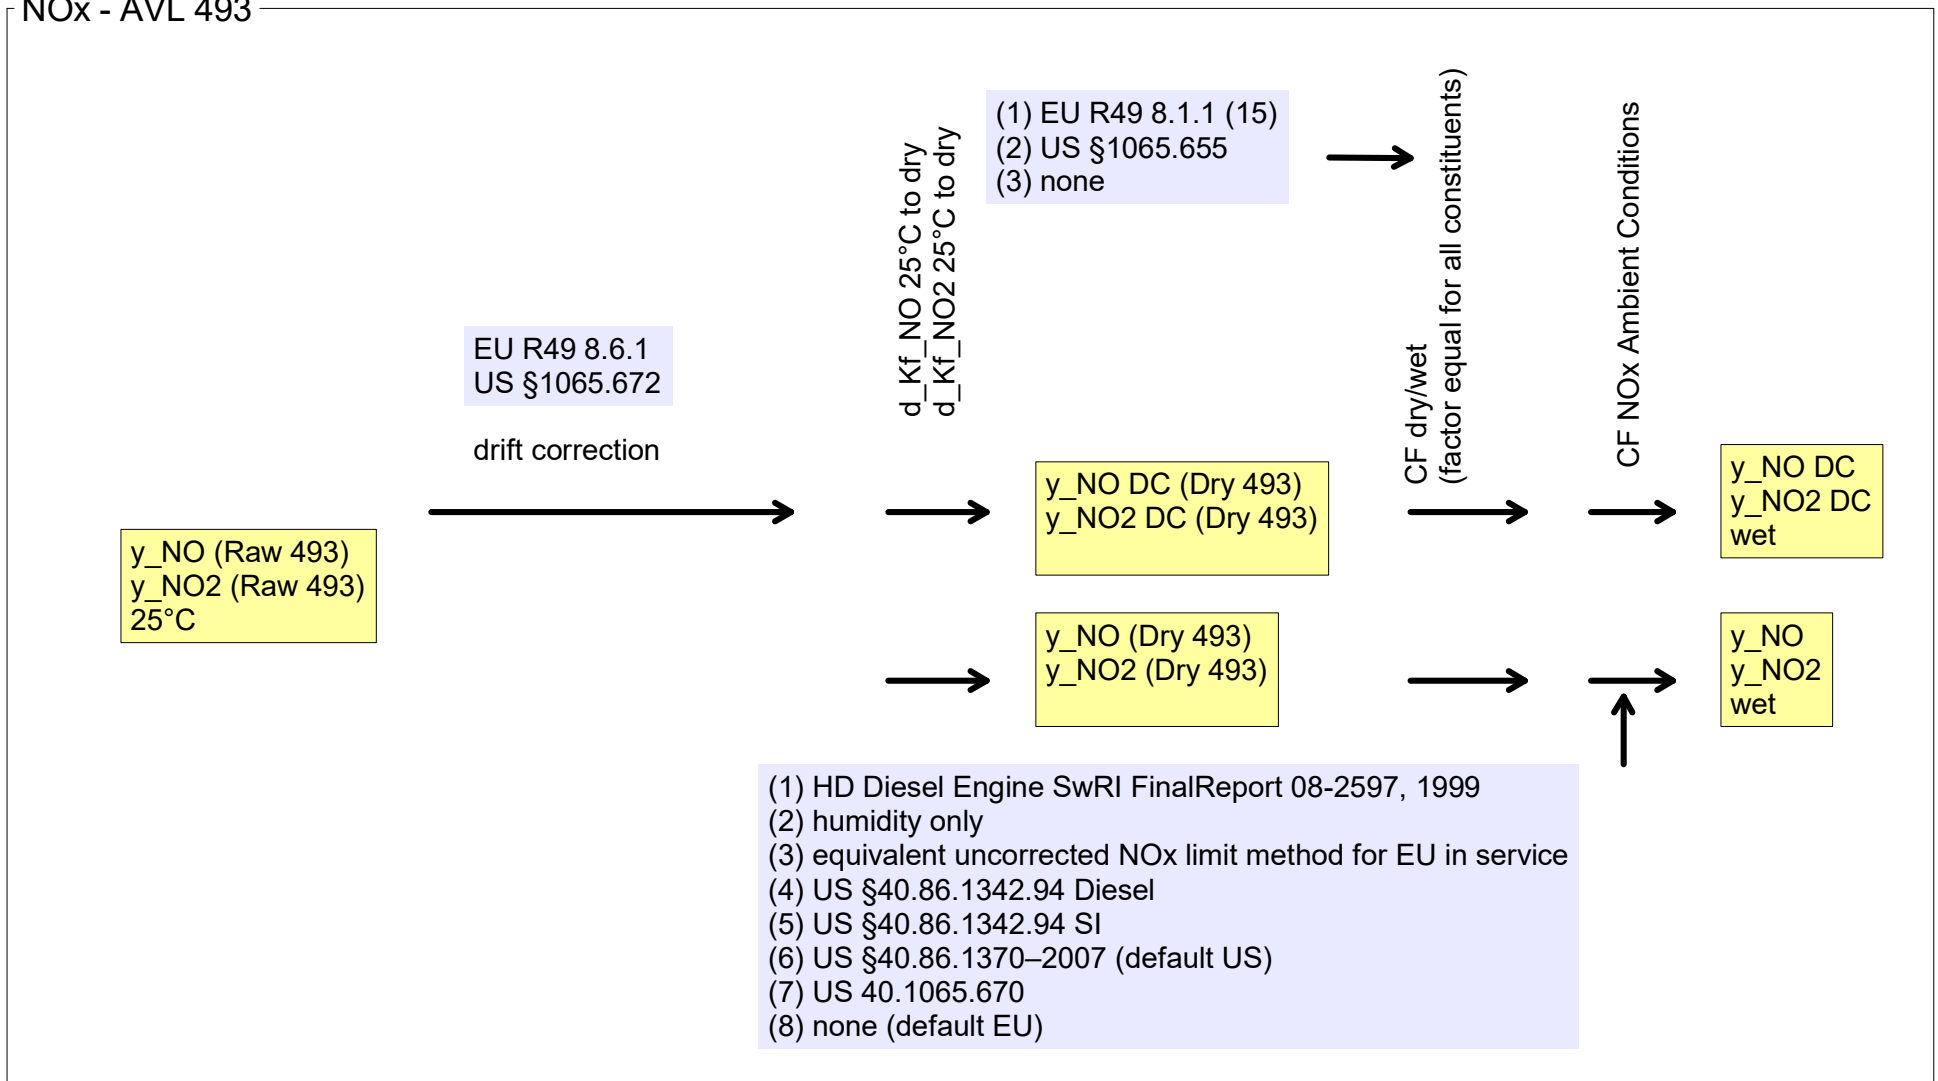 NOx - AVL 493
(1) EU R49 8.1.1 (15)
(2) US §1065.655
(3) none
d_Kf_NO 25°C to dry
d_Kf_NO2 25°C to dry
CF dry/wet
(factor equal for all constituents)
CF NOx Ambient Conditions
EU R49 8.6.1
US §1065.672
drift correction
y_NO (Raw 493)
y_NO2 (Raw 493)
25°C
y_NO DC (Dry 493)
y_NO2 DC (Dry 493)
y_NO DC
y_NO2 DC
wet
y_NO (Dry 493)
y_NO2 (Dry 493)
y_NO
y_NO2
wet
(1) HD Diesel Engine SwRI FinalReport 08-2597, 1999
(2) humidity only
(3) equivalent uncorrected NOx limit method for EU in service
(4) US §40.86.1342.94 Diesel
(5) US §40.86.1342.94 SI
(6) US §40.86.1370–2007 (default US)
(7) US 40.1065.670
(8) none (default EU)